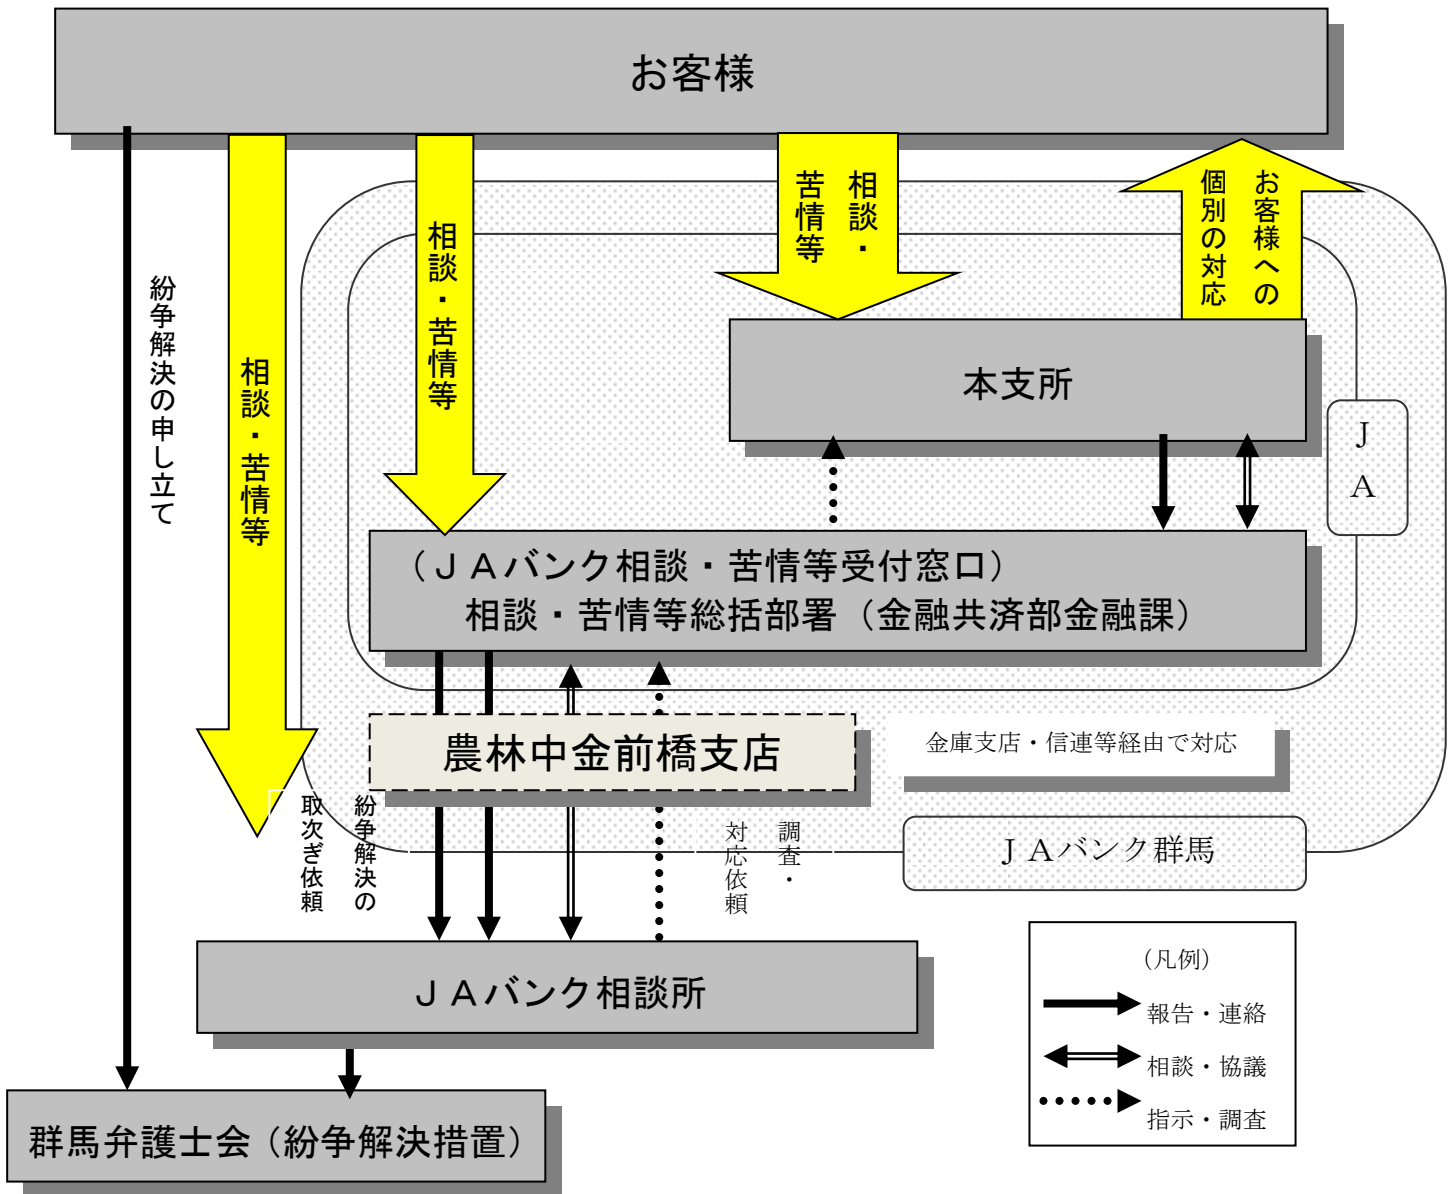 お客様
紛争解決の申し立て
相談・苦情等
相談・苦情等
相談・
苦情等
お客様への
個別の対応
本支所
ＪＡ
（ＪＡバンク相談・苦情等受付窓口）
相談・苦情等総括部署（金融共済部金融課）
農林中金前橋支店
金庫支店・信連等経由で対応
紛争解決の
取次ぎ依頼
調査・
対応依頼
ＪＡバンク群馬
ＪＡバンク相談所
（凡例）
報告・連絡
相談・協議
指示・調査
群馬弁護士会（紛争解決措置）